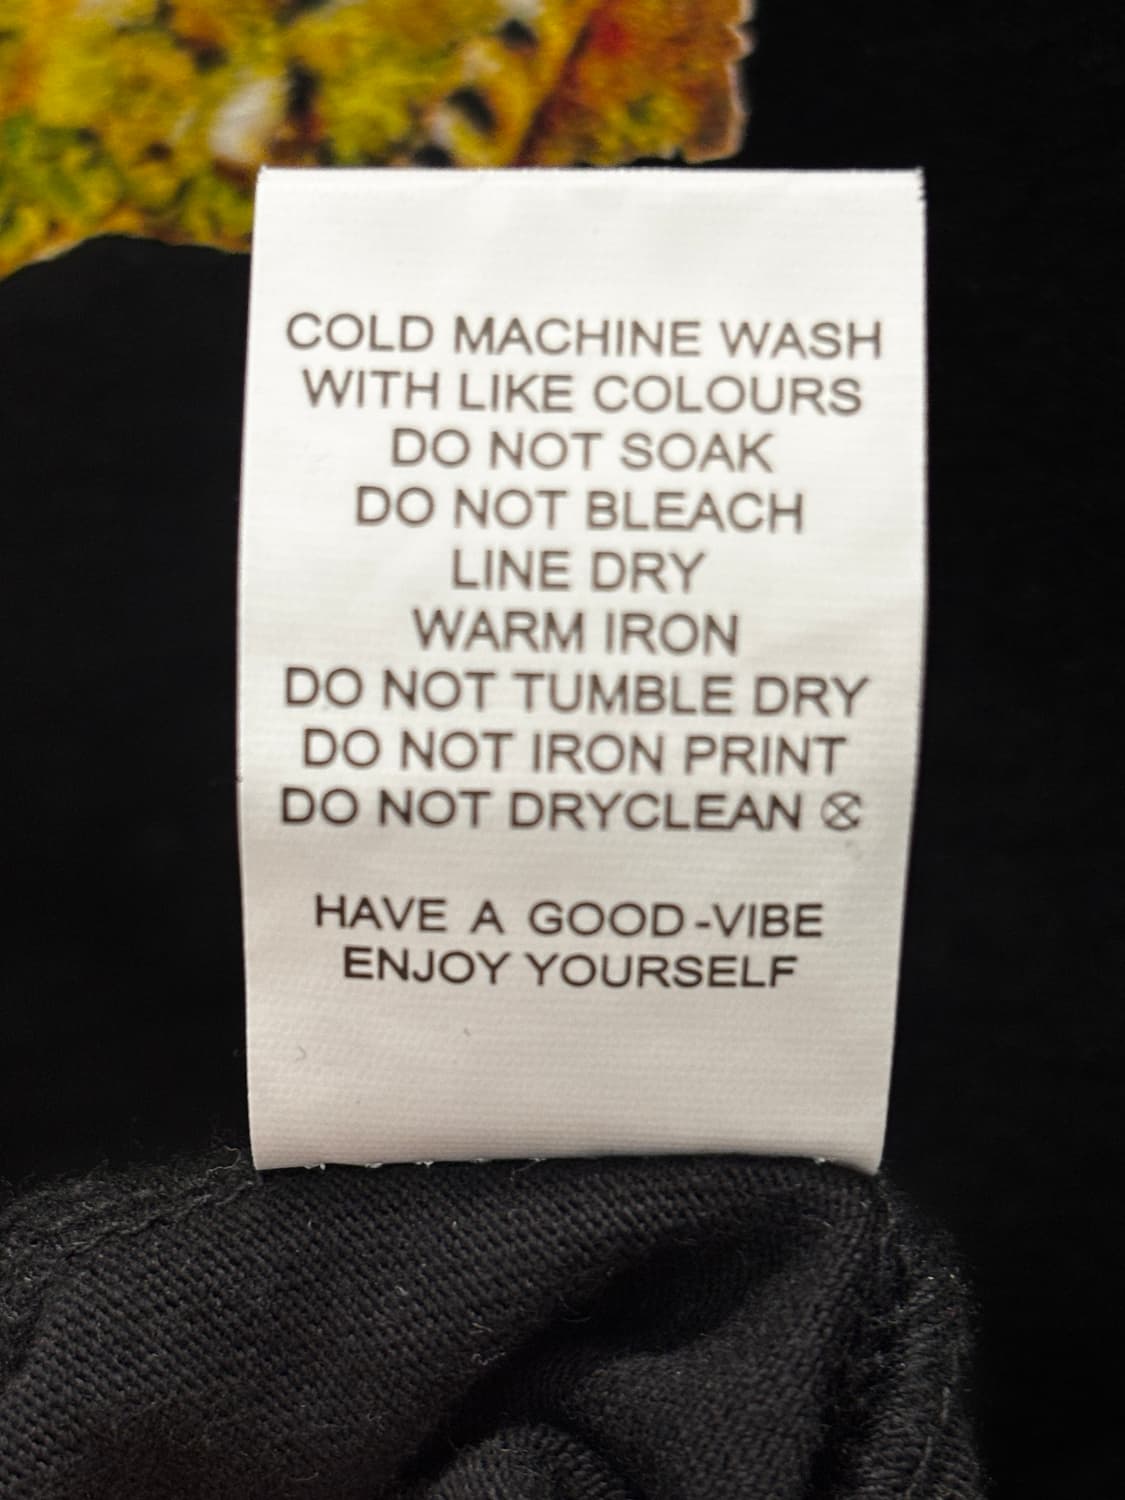 COLD MACHINE WASH
WITH LIKE COLOURS
DO NOT SOAK
DO NOT BLEACH
LINE DRY
WARM IRON
DO NOT TUMBLE DRY
DO NOT IRON PRINT
DO NOT DRYCLEAN
HAVE A GOOD-VIBE
ENJOY YOURSELF